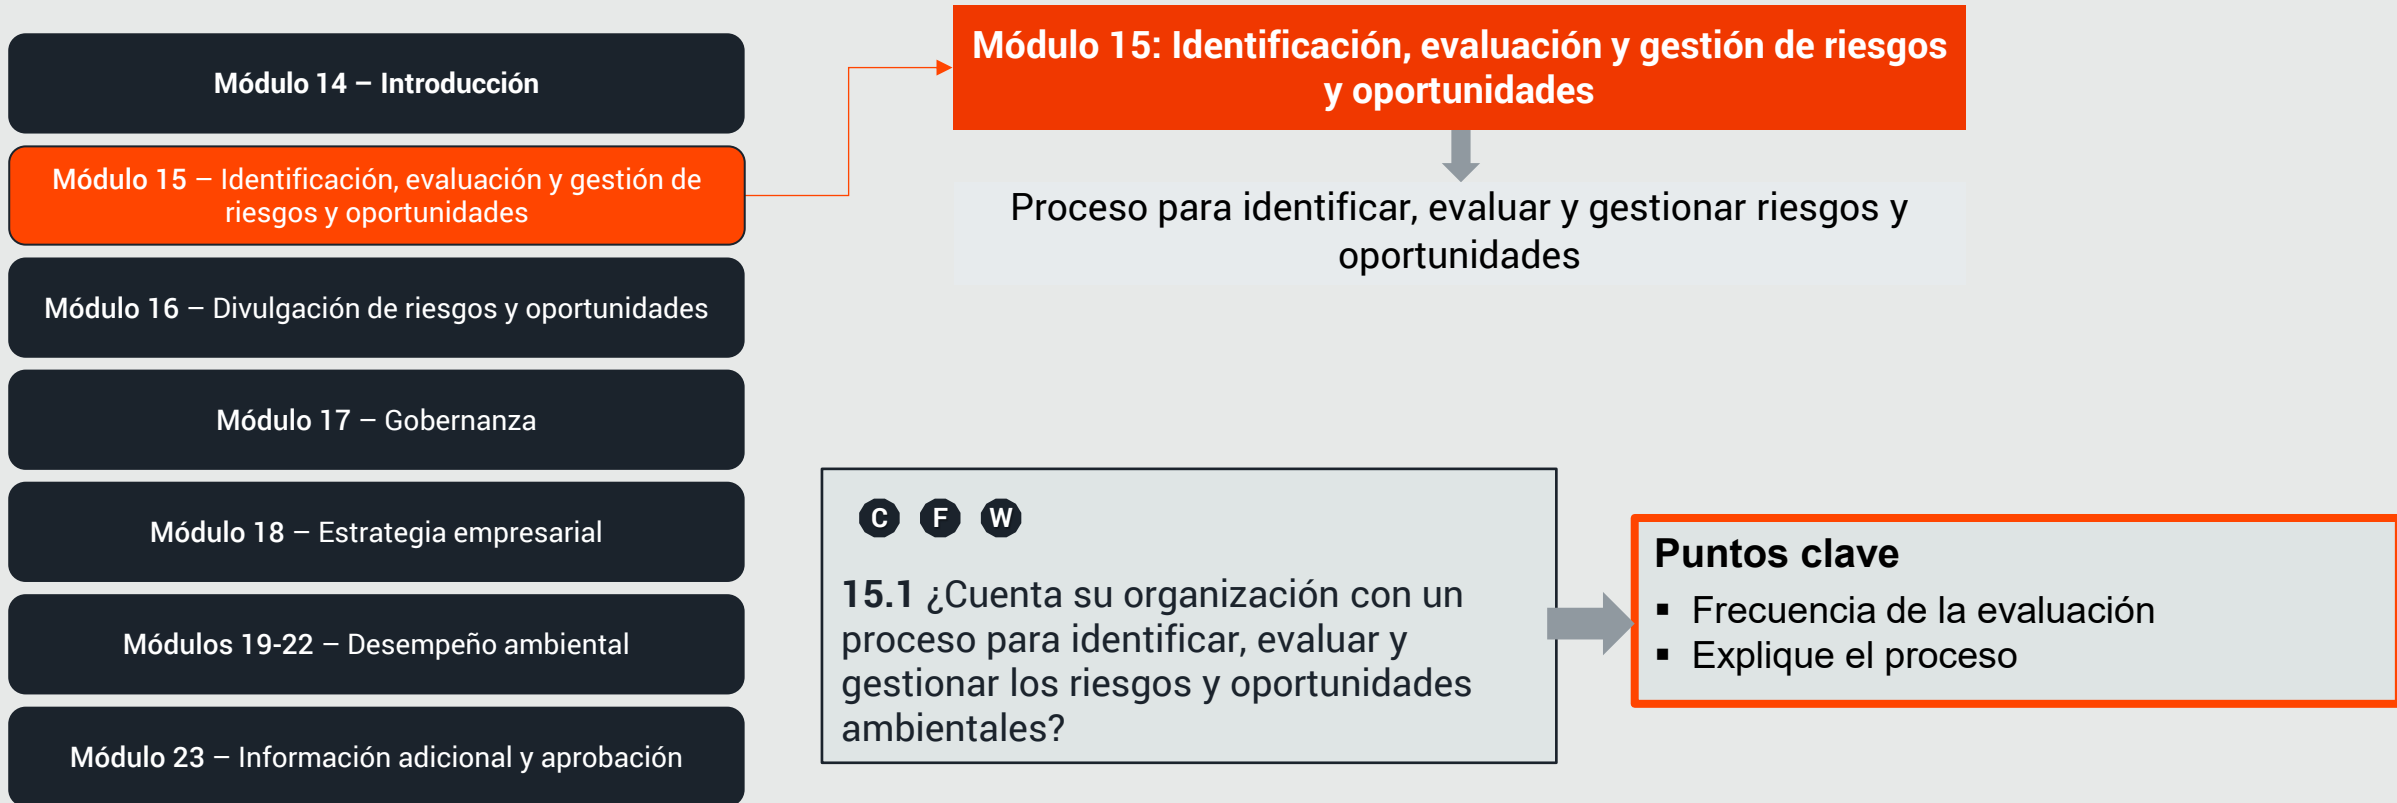 Módulo 14 – Introducción
Módulo 15 – Identificación, evaluación y gestión de
riesgos y oportunidades
Módulo 16 – Divulgación de riesgos y oportunidades
Módulo 17 – Gobernanza
Módulo 18 – Estrategia empresarial
Módulos 19-22 – Desempeño ambiental
Módulo 23 – Información adicional y aprobación
Módulo 15: Identificación, evaluación y gestión de riesgos
y oportunidades
Proceso para identificar, evaluar y gestionar riesgos y
oportunidades
C F W
15.1 ¿Cuenta su organización con un
proceso para identificar, evaluar y
gestionar los riesgos y oportunidades
ambientales?
Puntos clave
▪ Frecuencia de la evaluación
▪ Explique el proceso